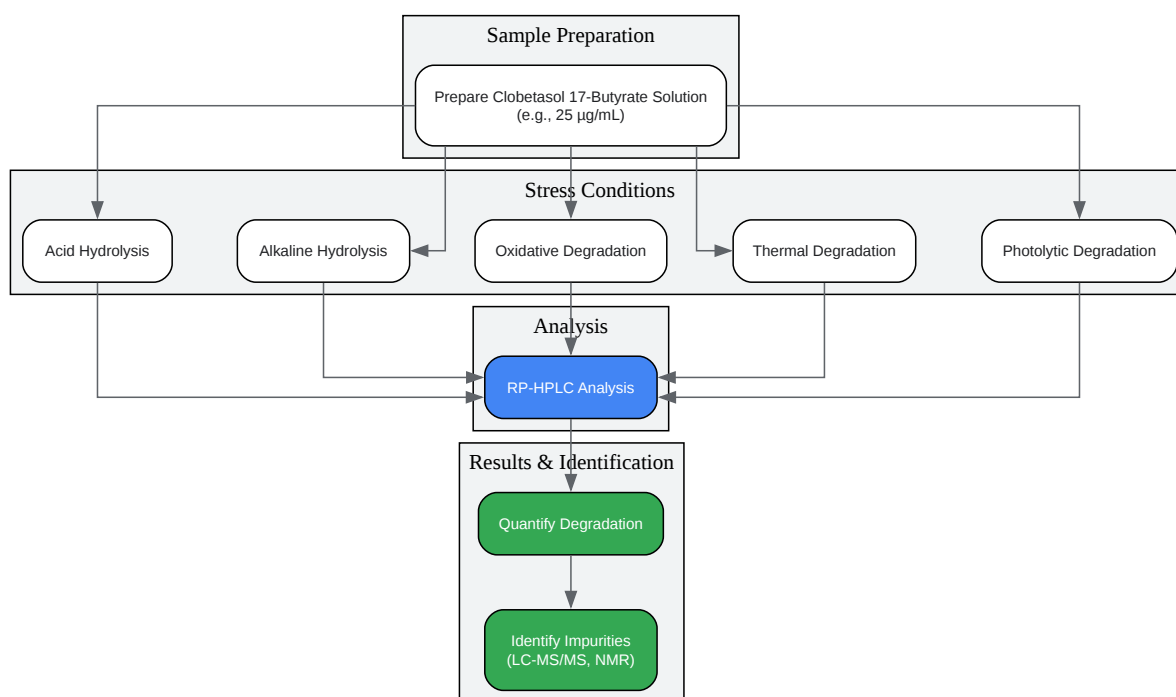 Sample Preparation
Prepare Clobetasol 17-Butyrate Solution
(e.g., 25 µg/mL)
Stress Conditions
Acid Hydrolysis
Alkaline Hydrolysis
Oxidative Degradation
Thermal Degradation
Photolytic Degradation
Analysis
RP-HPLC Analysis
Results & Identification
Quantify Degradation
Identify Impurities
(LC-MS/MS, NMR)